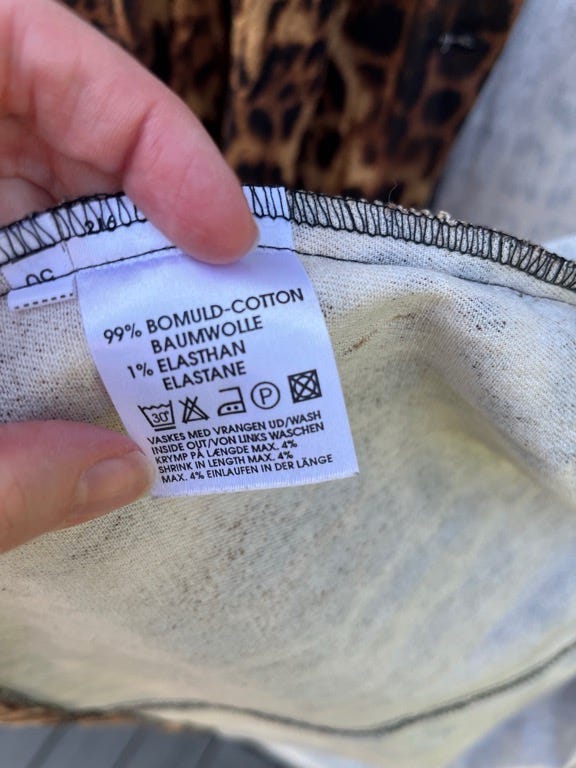 99% BOMULD-COTTON
BAUMWOLLE
1% ELASTHAN
ELASTANE
30° P
VASKES MED VRANGEN UD/WASH
INSIDE OUT/VON LINKS WASCHEN
KRYMP PÅ LÆNGDE MAX. 4%
SHRINK IN LENGTH MAX. 4%
MAX. 4% EINLAUFEN IN DER LÄNGE